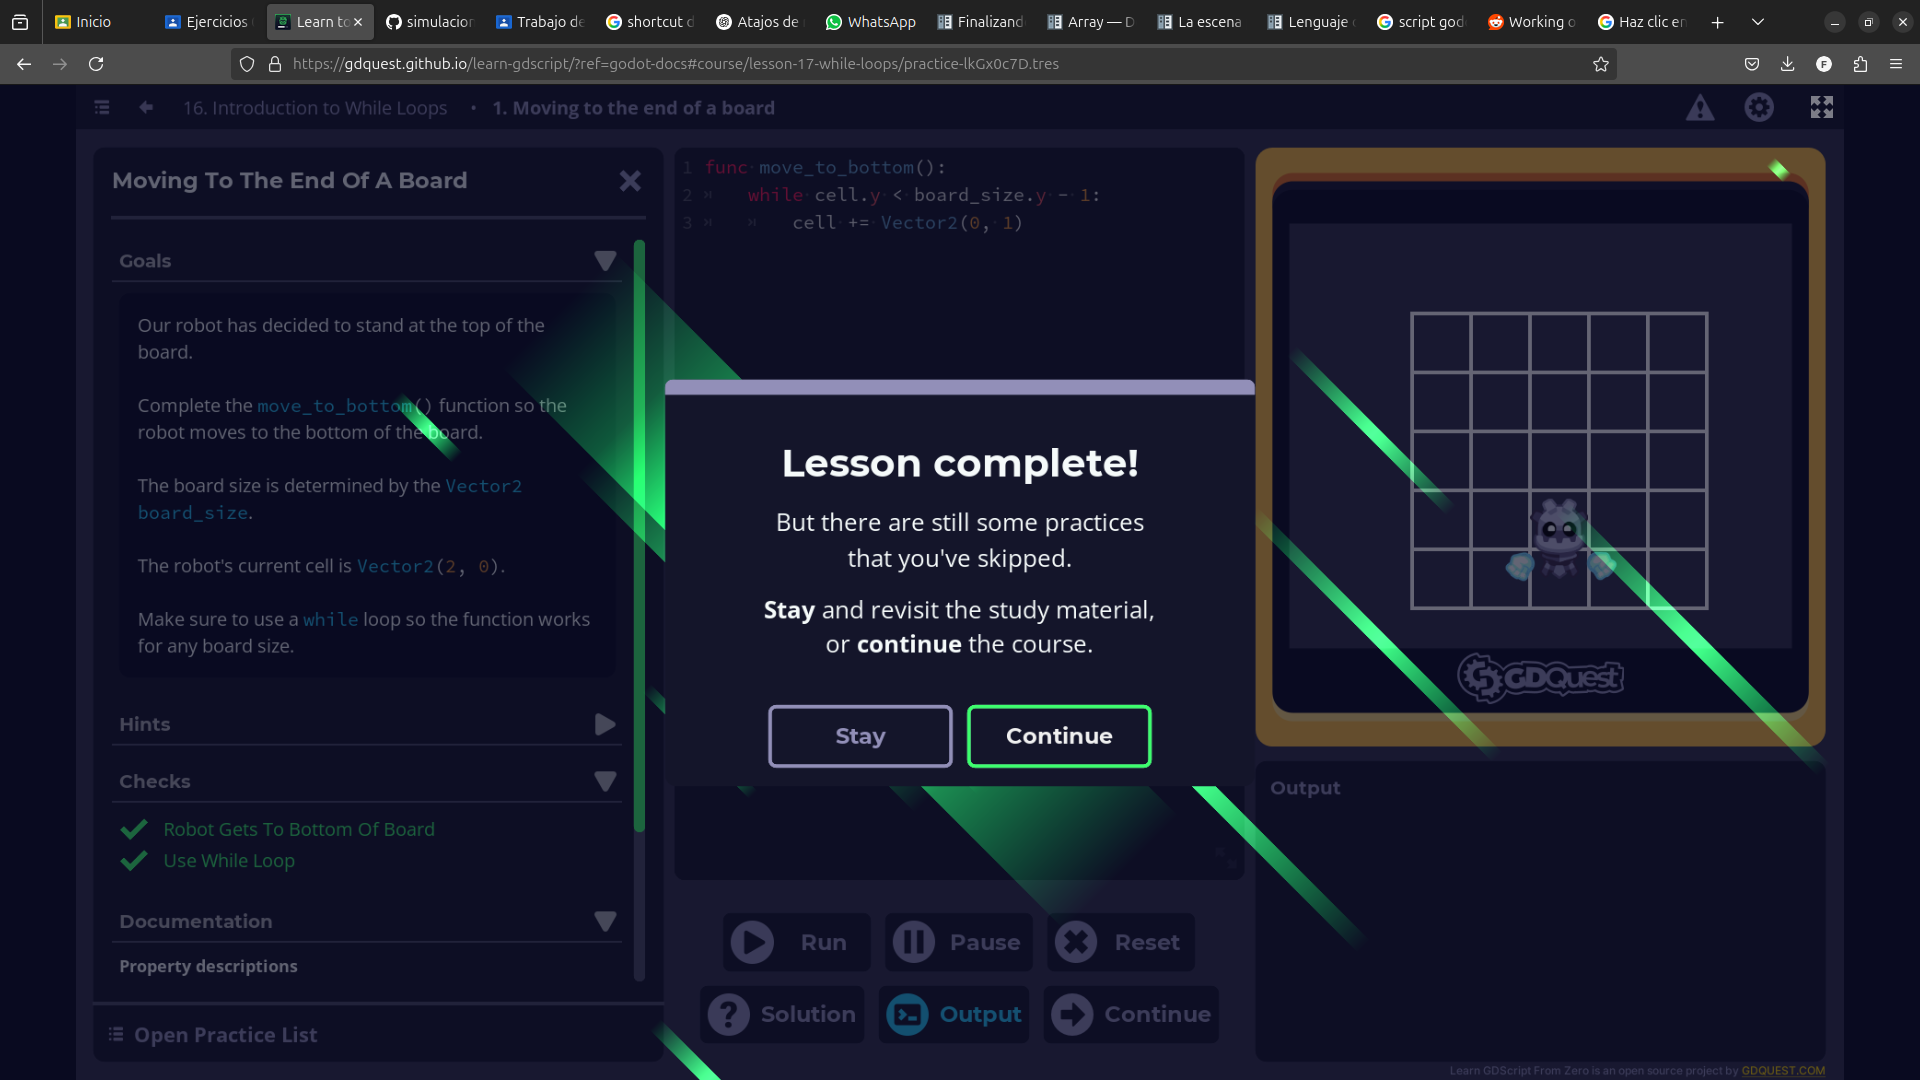 Inicio
Ejercicios
Learn to
simulacion
Trabajo de
shortcut d
Atajos de
WhatsApp
Finalizand
Array — D
La escena
Lenguaje
script god
Working o
Haz clic en
https://gdquest.github.io/learn-gdscript/?ref=godot-docs#course/lesson-17-while-loops/practice-lkGx0c7D.tres
16. Introduction to While Loops • 1. Moving to the end of a board
Moving To The End Of A Board
Goals
Our robot has decided to stand at the top of the
board.
Complete the move_to_bottom() function so the
robot moves to the bottom of the board.
The board size is determined by the Vector2
board_size.
The robot's current cell is Vector2(2, 0).
Make sure to use a while loop so the function works
for any board size.
Hints
Checks
Robot Gets To Bottom Of Board
Use While Loop
Documentation
Property descriptions
Open Practice List
1 func move_to_bottom():
2 while cell.y < board_size.y - 1:
3 cell += Vector2(0, 1)
Lesson complete!
But there are still some practices
that you've skipped.
Stay and revisit the study material,
or continue the course.
Stay
Continue
Run
Pause
Reset
Solution
Output
Continue
GDQuest
Output
Learn GDScript From Zero is an open source project by GDQUEST.COM